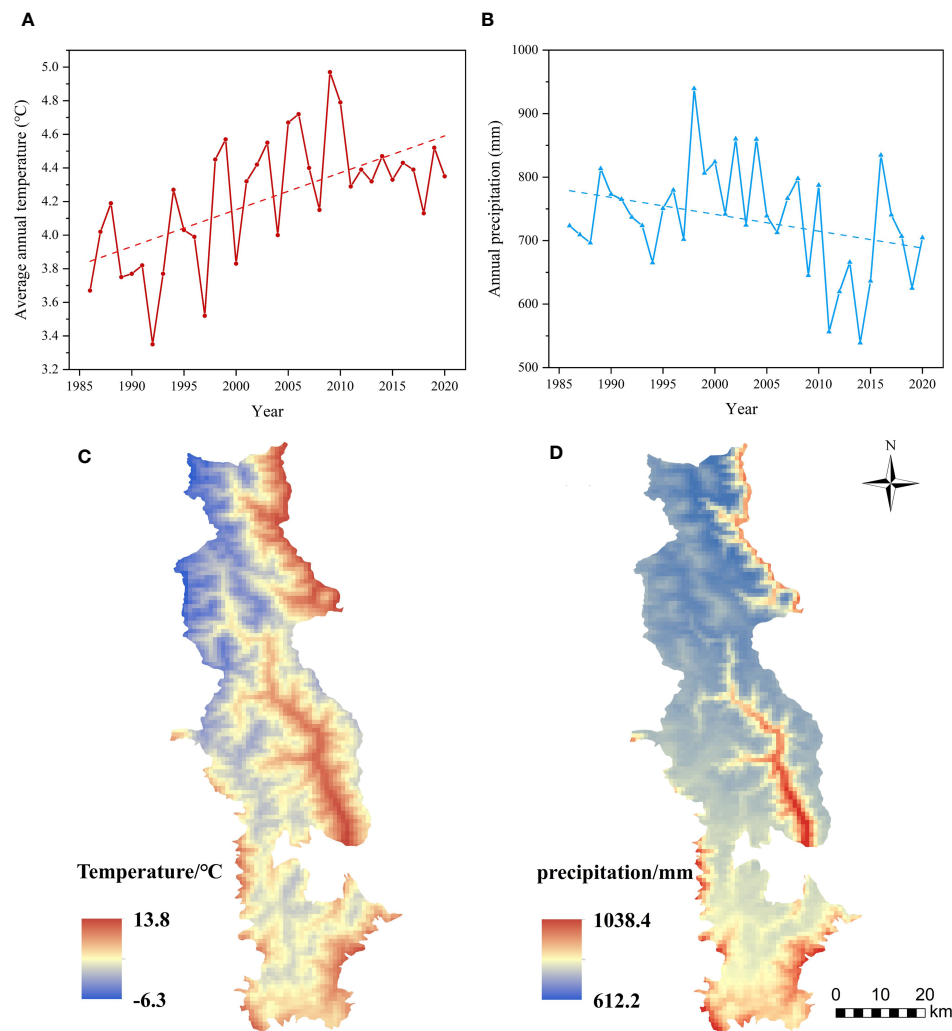 A
B
5.0
4.8
4.6
4.4
4.2
4.0
3.8
3.6
3.4
3.2
Average annual temperature (℃)
1985 1990 1995 2000 2005 2010 2015 2020
Year
1000
900
800
700
600
500
Annual precipitation (mm)
1985 1990 1995 2000 2005 2010 2015 2020
Year
C
D
N
Temperature/℃
13.8
-6.3
precipitation/mm
1038.4
612.2
0 10 20
km